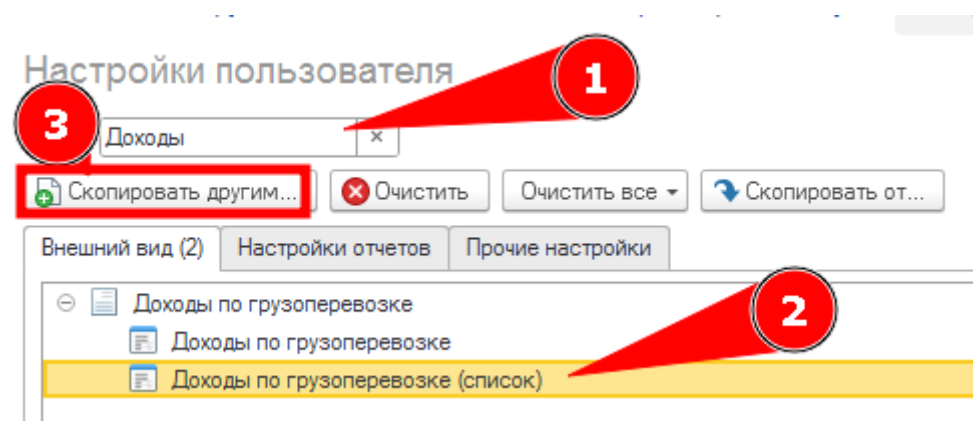 Настройки пользователя
1
3
Доходы ×
Скопировать другим... Очистить Очистить все Скопировать от...
Внешний вид (2) Настройки отчетов Прочие настройки
Доходы по грузоперевозке
Доходы по грузоперевозке
2
Доходы по грузоперевозке (список)